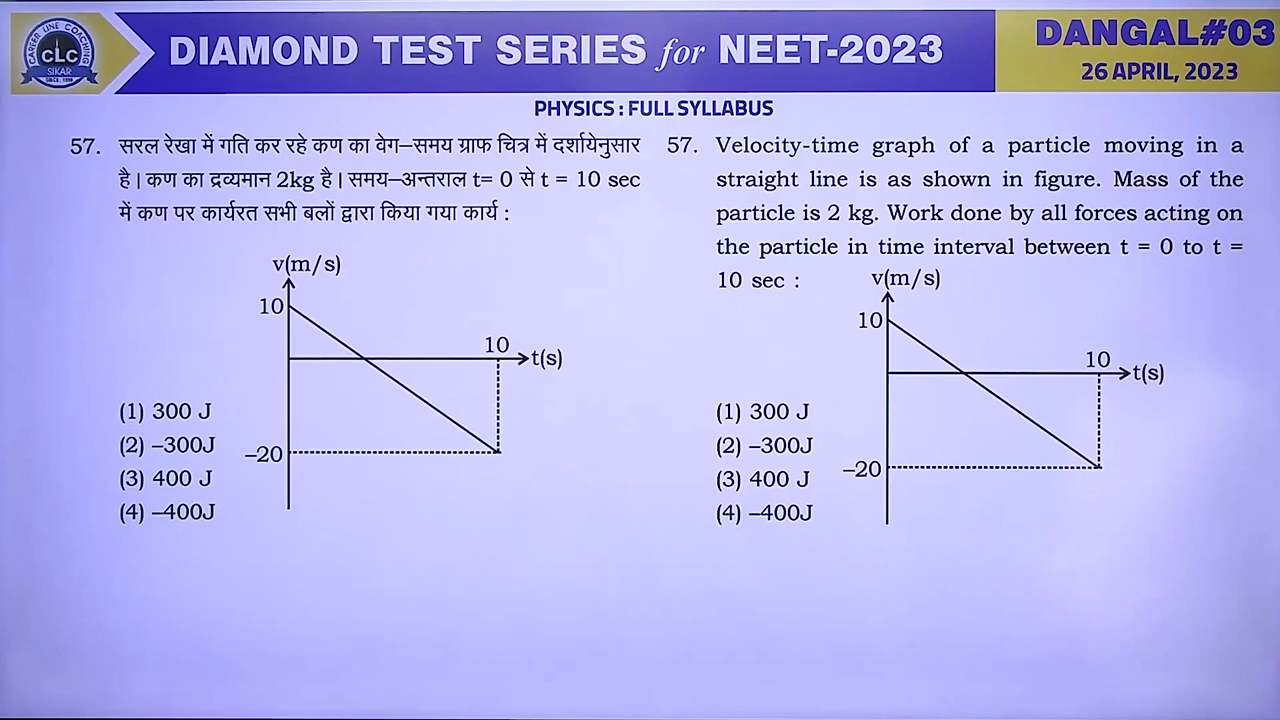 CAREER LINE COACHING
CLC
SIKAR
SINCE : 1996
DIAMOND TEST SERIES for NEET-2023
DANGAL#03
26 APRIL, 2023
PHYSICS : FULL SYLLABUS
57. सरल रेखा में गति कर रहे कण का वेग–समय ग्राफ चित्र में दर्शायेनुसार
है। कण का द्रव्यमान 2kg है। समय–अन्तराल t= 0 से t = 10 sec
में कण पर कार्यरत सभी बलों द्वारा किया गया कार्य :
v(m/s)
10
10
t(s)
–20
(1) 300 J
(2) –300J
(3) 400 J
(4) –400J
57. Velocity-time graph of a particle moving in a
straight line is as shown in figure. Mass of the
particle is 2 kg. Work done by all forces acting on
the particle in time interval between t = 0 to t =
10 sec :
v(m/s)
10
10
t(s)
–20
(1) 300 J
(2) –300J
(3) 400 J
(4) –400J